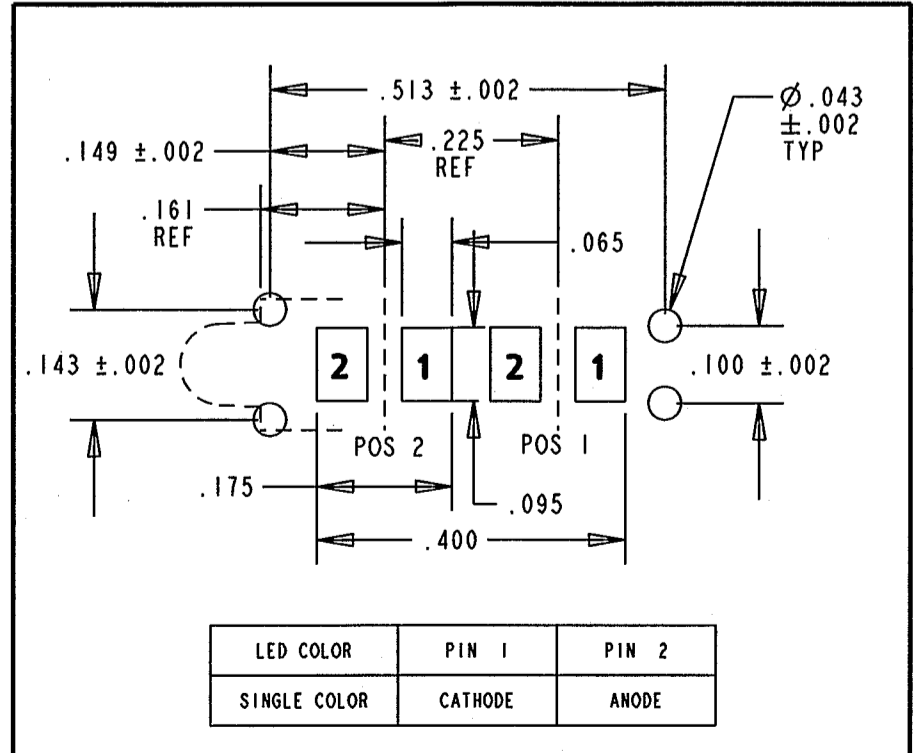 .513 ±.002
Ø .043
±.002
TYP
.149 ±.002
.225
REF
.161
REF
.065
.143 ±.002
2
1
2
1
.100 ±.002
POS 2
POS 1
.175
.095
.400
LED COLOR PIN 1 PIN 2
SINGLE COLOR CATHODE ANODE